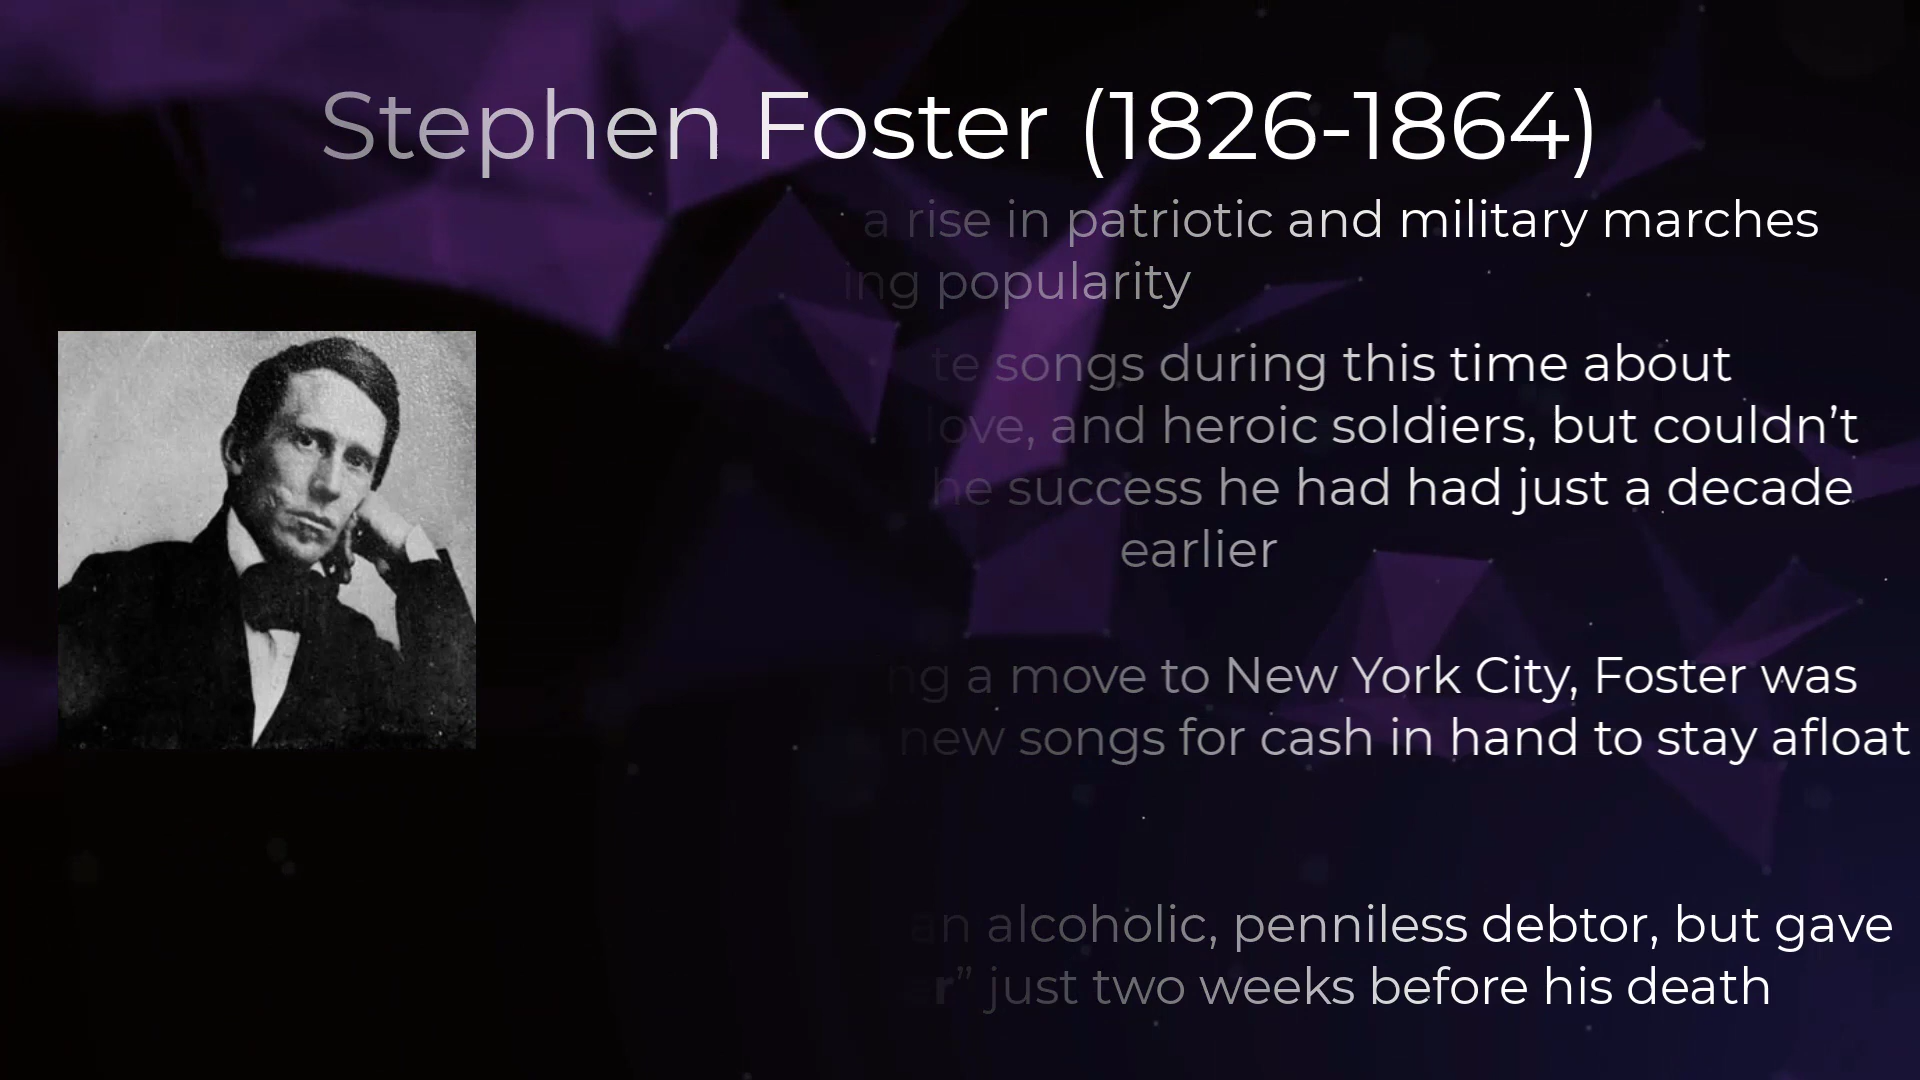 Stephen Foster (1826-1864)
a rise in patriotic and military marches
popularity
songs during this time about
love, and heroic soldiers, but couldn’t
he success he had had just a decade
earlier
a move to New York City, Foster was
new songs for cash in hand to stay afloat
an alcoholic, penniless debtor, but gave
just two weeks before his death